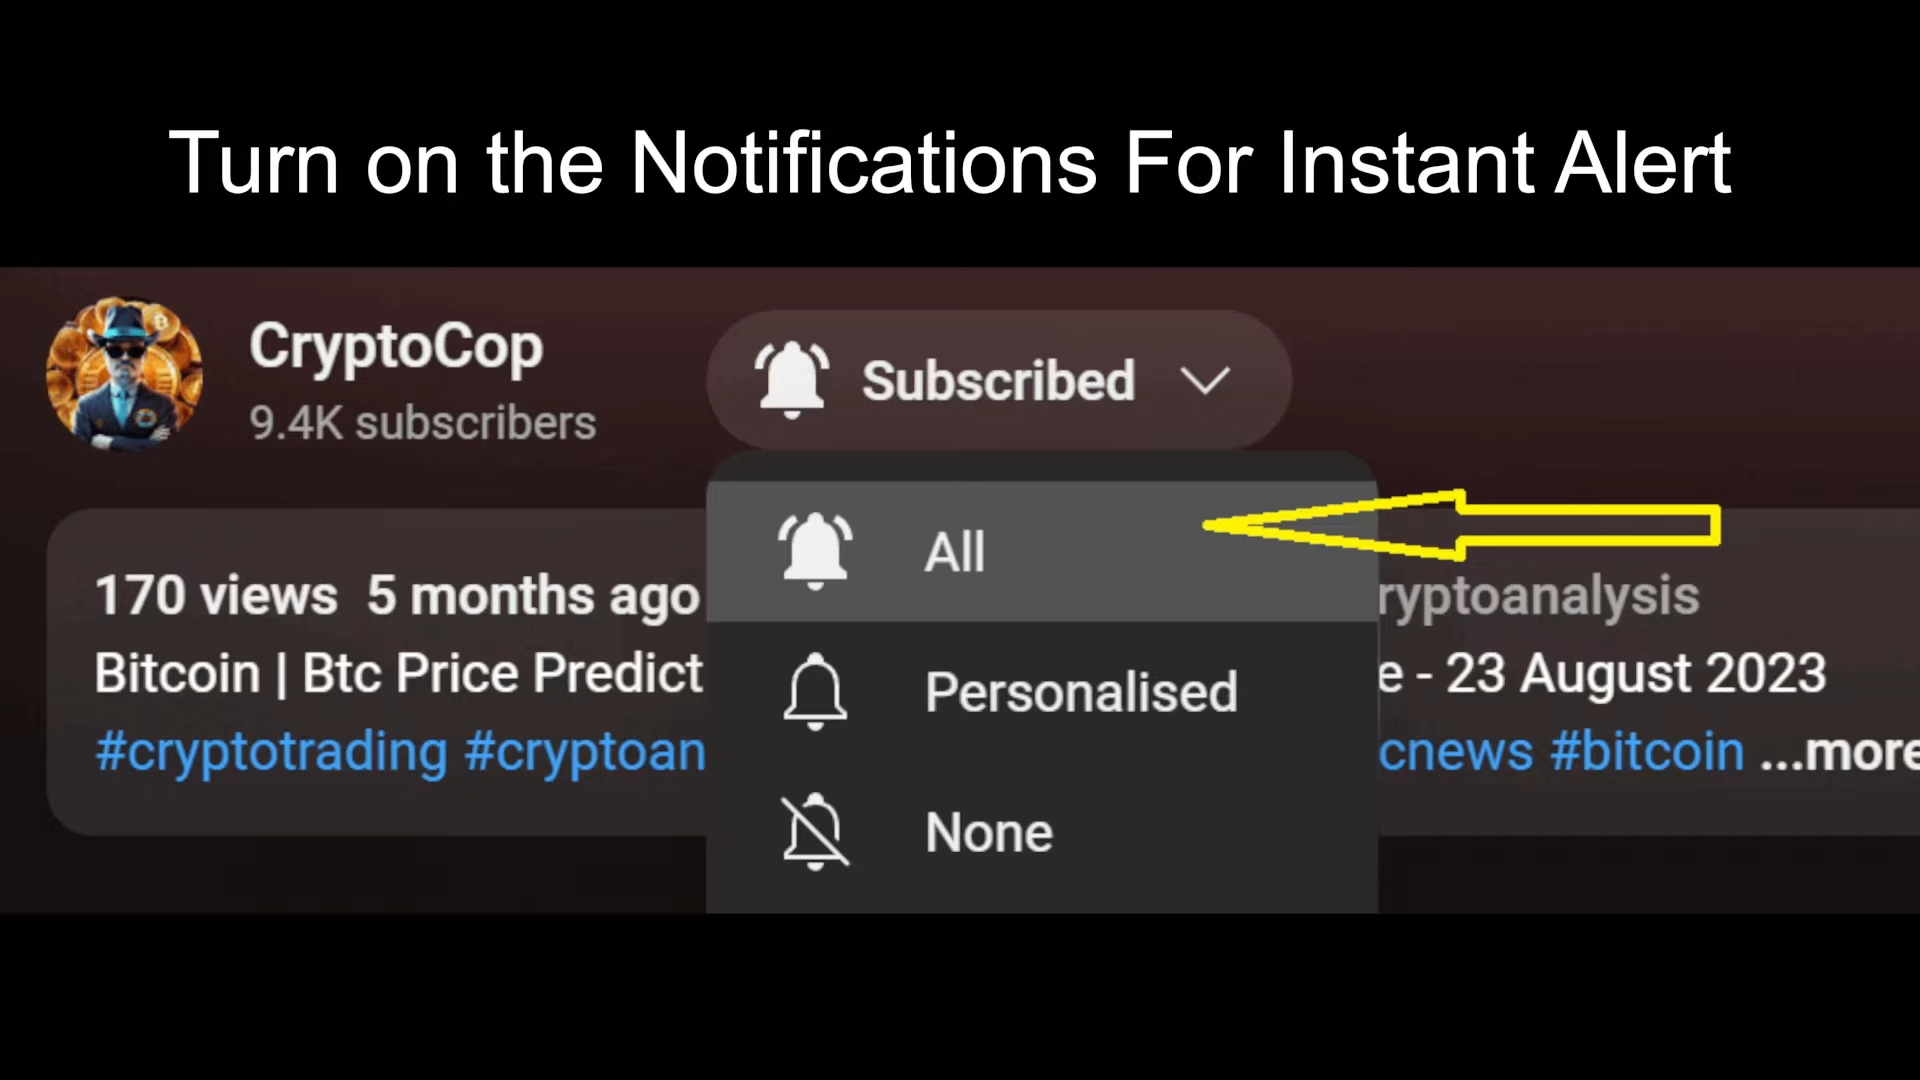 Turn on the Notifications For Instant Alert
CryptoCop
9.4K subscribers
Subscribed
All
Personalised
None
170 views 5 months ago ryptoanalysis
Bitcoin | Btc Price Predict e - 23 August 2023
#cryptotrading #cryptoan cnews #bitcoin ...more